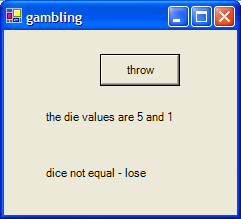 gambling
throw
the die values are 5 and 1
dice not equal - lose